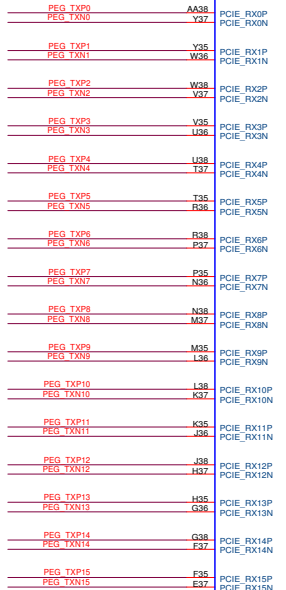 PEG_TXP0 AA38 PCIE_RX0P
PEG_TXN0 Y37 PCIE_RX0N
PEG_TXP1 Y35 PCIE_RX1P
PEG_TXN1 W36 PCIE_RX1N
PEG_TXP2 W38 PCIE_RX2P
PEG_TXN2 V37 PCIE_RX2N
PEG_TXP3 V35 PCIE_RX3P
PEG_TXN3 U36 PCIE_RX3N
PEG_TXP4 U38 PCIE_RX4P
PEG_TXN4 T37 PCIE_RX4N
PEG_TXP5 T35 PCIE_RX5P
PEG_TXN5 R36 PCIE_RX5N
PEG_TXP6 R38 PCIE_RX6P
PEG_TXN6 P37 PCIE_RX6N
PEG_TXP7 P35 PCIE_RX7P
PEG_TXN7 N36 PCIE_RX7N
PEG_TXP8 N38 PCIE_RX8P
PEG_TXN8 M37 PCIE_RX8N
PEG_TXP9 M35 PCIE_RX9P
PEG_TXN9 L36 PCIE_RX9N
PEG_TXP10 L38 PCIE_RX10P
PEG_TXN10 K37 PCIE_RX10N
PEG_TXP11 K35 PCIE_RX11P
PEG_TXN11 J36 PCIE_RX11N
PEG_TXP12 J38 PCIE_RX12P
PEG_TXN12 H37 PCIE_RX12N
PEG_TXP13 H35 PCIE_RX13P
PEG_TXN13 G36 PCIE_RX13N
PEG_TXP14 G38 PCIE_RX14P
PEG_TXN14 F37 PCIE_RX14N
PEG_TXP15 F35 PCIE_RX15P
PEG_TXN15 E37 PCIE_RX15N